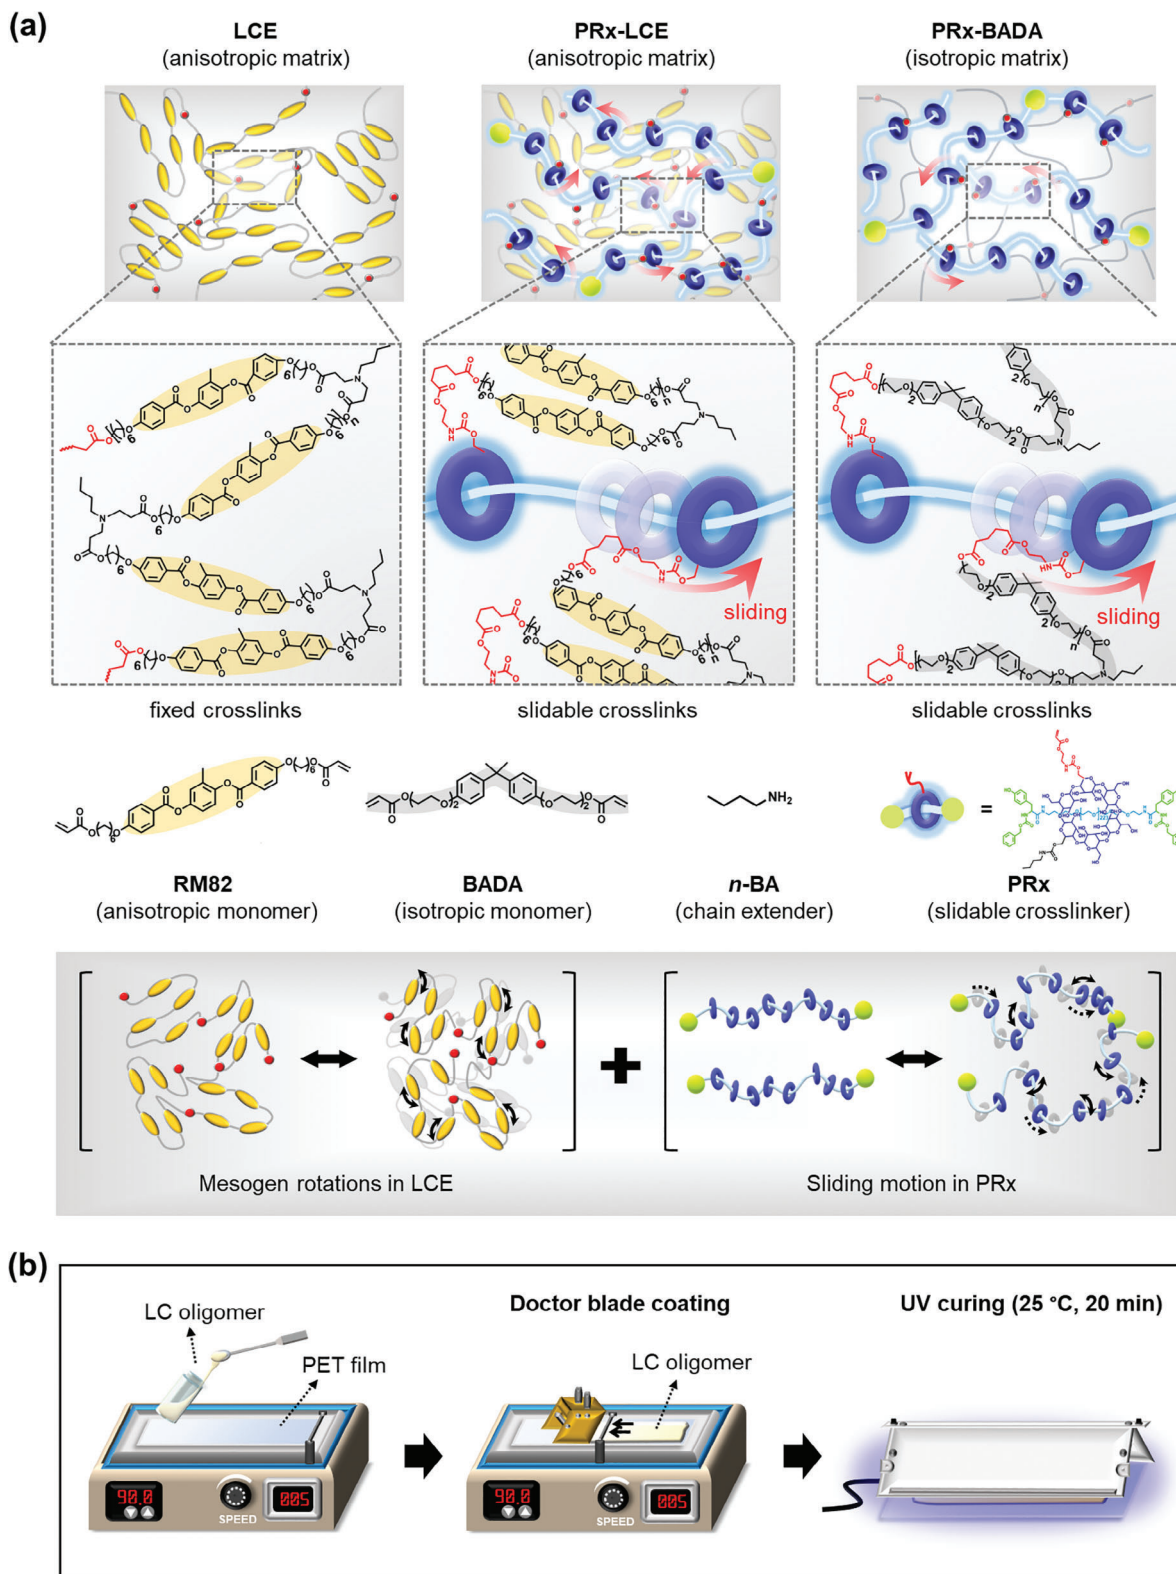 (a)
LCE
(anisotropic matrix)
PRx-LCE
(anisotropic matrix)
PRx-BADA
(isotropic matrix)
sliding
sliding
fixed crosslinks
slidable crosslinks
slidable crosslinks
NH2
=
RM82
(anisotropic monomer)
BADA
(isotropic monomer)
n-BA
(chain extender)
PRx
(slidable crosslinker)
Mesogen rotations in LCE
Sliding motion in PRx
(b)
LC oligomer
PET film
90.0
SPEED
005
Doctor blade coating
LC oligomer
90.0
SPEED
005
UV curing (25 °C, 20 min)